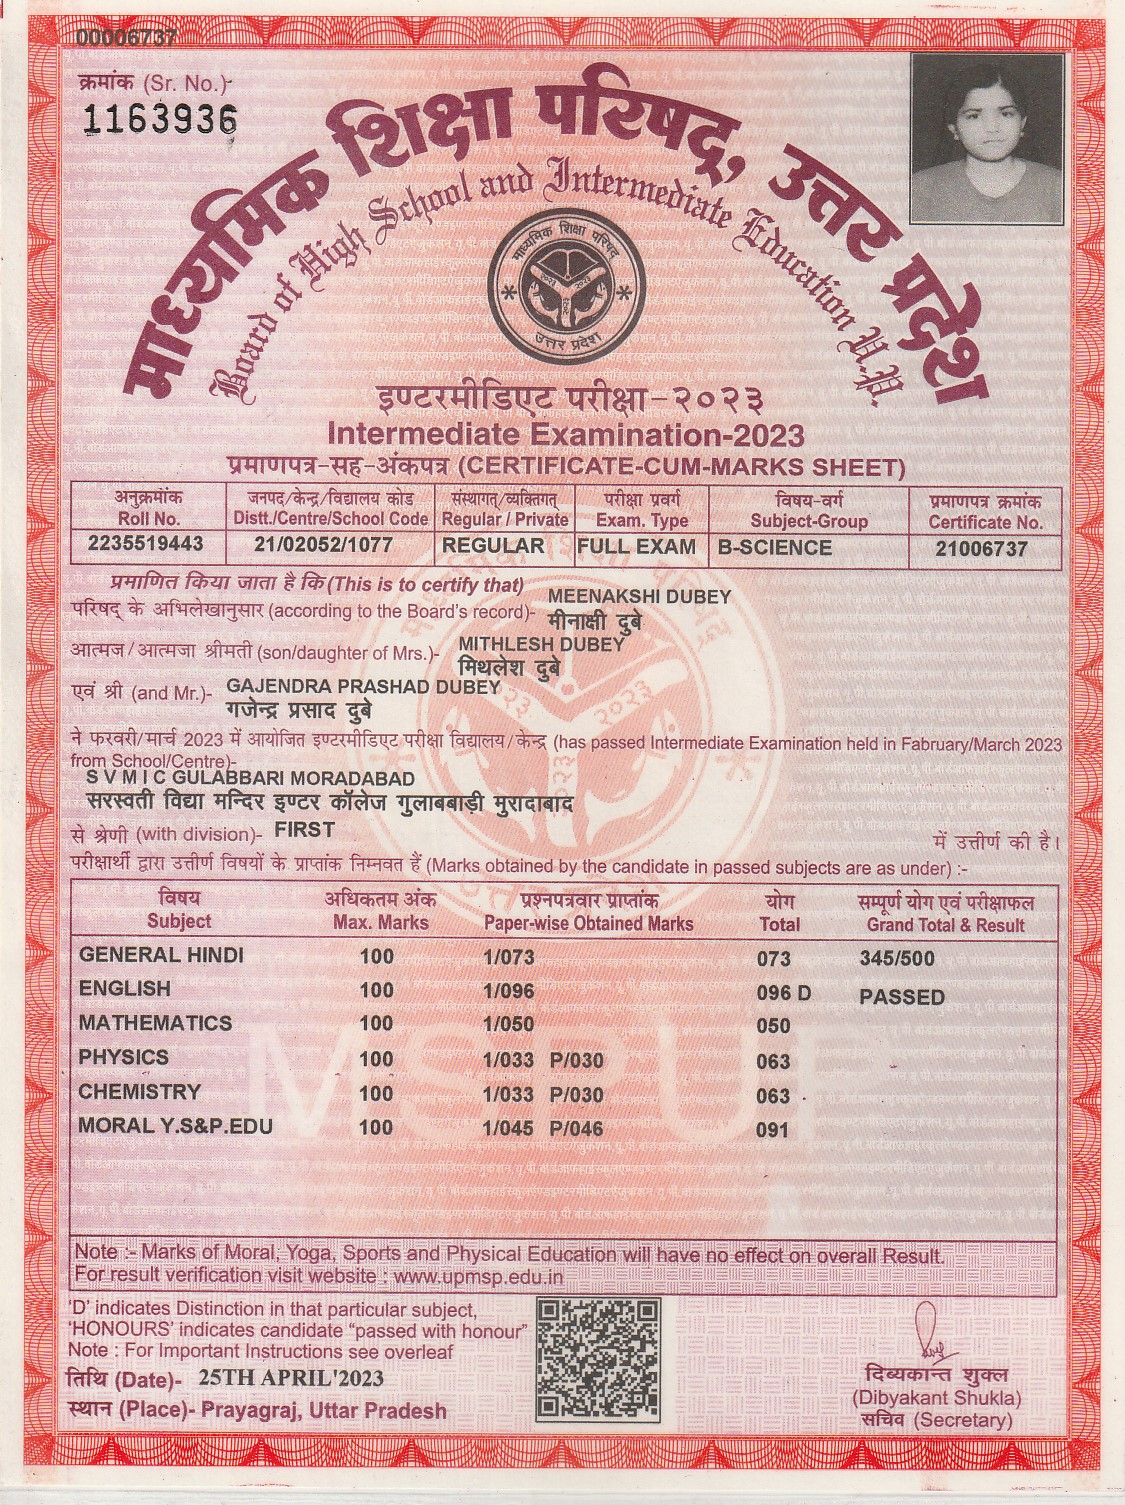 00006737
क्रमांक (Sr. No.)-
1163936
माध्यमिक शिक्षा परिषद्, उत्तर प्रदेश
Board of High School and Intermediate Education U.P.
माध्यमिक शिक्षा परिषद
उत्तर प्रदेश
इण्टरमीडिएट परीक्षा-२०२३
Intermediate Examination-2023
प्रमाणपत्र-सह-अंकपत्र (CERTIFICATE-CUM-MARKS SHEET)
अनुक्रमांक जनपद/केन्द्र/विद्यालय कोड संस्थागत्/व्यक्तिगत् परीक्षा प्रवर्ग विषय-वर्ग प्रमाणपत्र क्रमांक
Roll No. Distt./Centre/School Code Regular / Private Exam. Type Subject-Group Certificate No.
2235519443 21/02052/1077 REGULAR FULL EXAM B-SCIENCE 21006737
प्रमाणित किया जाता है कि (This is to certify that)
MEENAKSHI DUBEY
परिषद् के अभिलेखानुसार (according to the Board's record)- मीनाक्षी दुबे
MITHLESH DUBEY
आत्मज/आत्मजा श्रीमती (son/daughter of Mrs.)- मिथलेश दुबे
GAJENDRA PRASHAD DUBEY
एवं श्री (and Mr.)- गजेन्द्र प्रसाद दुबे
ने फरवरी/मार्च 2023 में आयोजित इण्टरमीडिएट परीक्षा विद्यालय/केन्द्र (has passed Intermediate Examination held in Fabruary/March 2023
from School/Centre)-
S V M I C GULABBARI MORADABAD
सरस्वती विद्या मन्दिर इण्टर कॉलेज गुलाबबाड़ी मुरादाबाद
से श्रेणी (with division)- FIRST में उत्तीर्ण की है।
परीक्षार्थी द्वारा उत्तीर्ण विषयों के प्राप्तांक निम्नवत हैं (Marks obtained by the candidate in passed subjects are as under) :-
विषय अधिकतम अंक प्रश्नपत्रवार प्राप्तांक योग सम्पूर्ण योग एवं परीक्षाफल
Subject Max. Marks Paper-wise Obtained Marks Total Grand Total & Result
GENERAL HINDI 100 1/073 073 345/500
ENGLISH 100 1/096 096 D PASSED
MATHEMATICS 100 1/050 050
PHYSICS 100 1/033 P/030 063
CHEMISTRY 100 1/033 P/030 063
MORAL Y.S&P.EDU 100 1/045 P/046 091
Note :- Marks of Moral, Yoga, Sports and Physical Education will have no effect on overall Result.
For result verification visit website : www.upmsp.edu.in
'D' indicates Distinction in that particular subject,
'HONOURS' indicates candidate "passed with honour"
Note : For Important Instructions see overleaf
तिथि (Date)- 25TH APRIL'2023
स्थान (Place)- Prayagraj, Uttar Pradesh
दिब्यकान्त शुक्ल
(Dibyakant Shukla)
सचिव (Secretary)